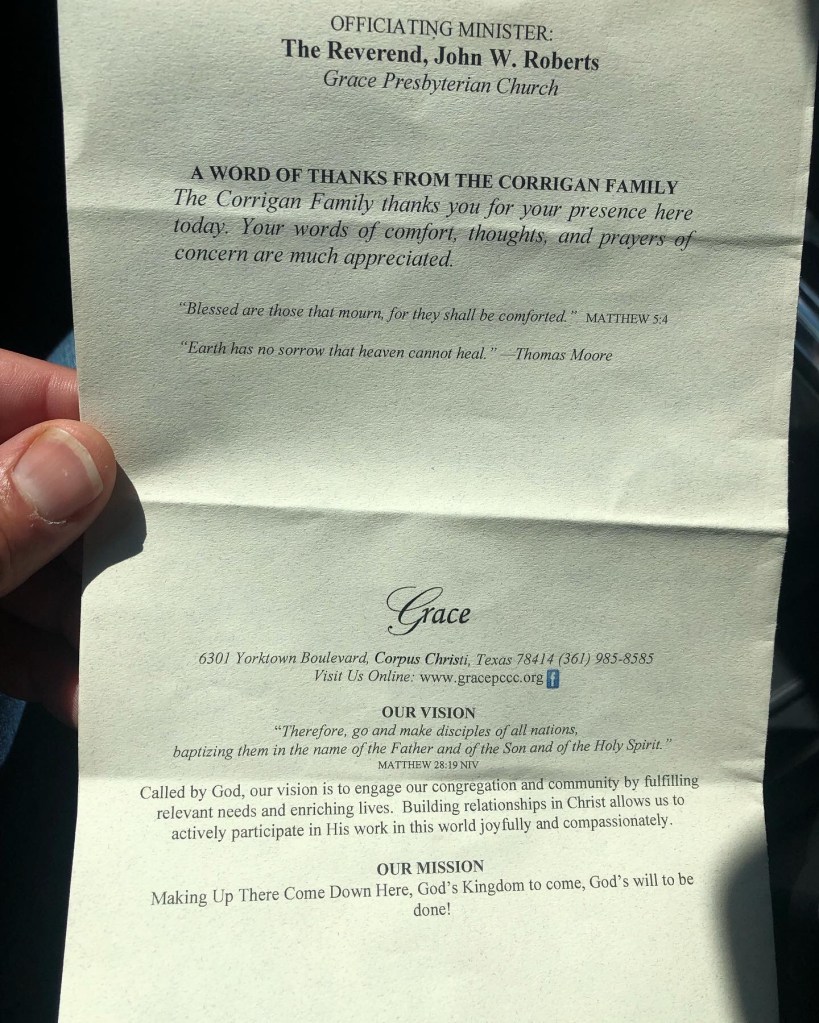 OFFICIATING MINISTER:
The Reverend, John W. Roberts
Grace Presbyterian Church
A WORD OF THANKS FROM THE CORRIGAN FAMILY
The Corrigan Family thanks you for your presence here
today. Your words of comfort, thoughts, and prayers of
concern are much appreciated.
“Blessed are those that mourn, for they shall be comforted.” MATTHEW 5:4
“Earth has no sorrow that heaven cannot heal.” —Thomas Moore
Grace
6301 Yorktown Boulevard, Corpus Christi, Texas 78414 (361) 985-8585
Visit Us Online: www.gracepccc.org f
OUR VISION
“Therefore, go and make disciples of all nations,
baptizing them in the name of the Father and of the Son and of the Holy Spirit.”
MATTHEW 28:19 NIV
Called by God, our vision is to engage our congregation and community by fulfilling
relevant needs and enriching lives. Building relationships in Christ allows us to
actively participate in His work in this world joyfully and compassionately.
OUR MISSION
Making Up There Come Down Here, God’s Kingdom to come, God’s will to be
done!